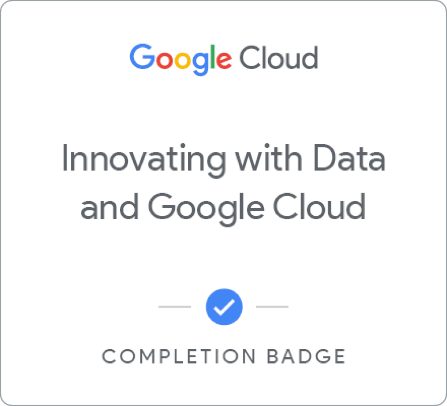 Google Cloud
Innovating with Data
and Google Cloud
COMPLETION BADGE